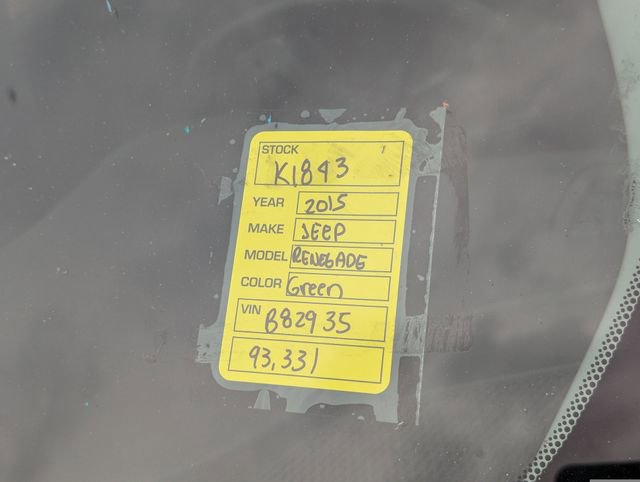 STOCK
K1843
YEAR 2015
MAKE JEEP
MODEL RENEGADE
COLOR Green
VIN B82935
93,331